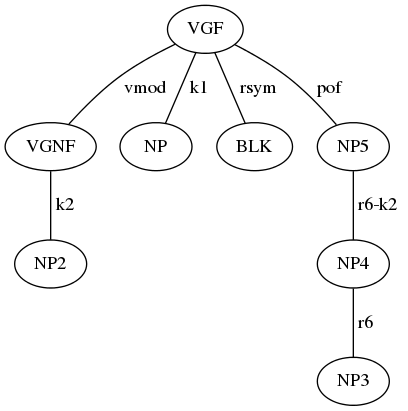 VGF
vmod k1 rsym pof
VGNF NP BLK NP5
k2 r6-k2
NP2 NP4
r6
NP3